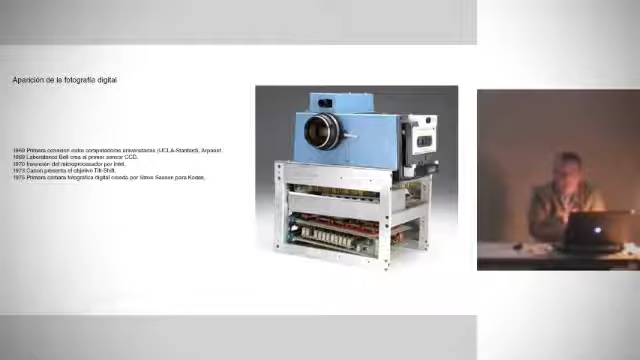 Aparición de la fotografía digital
1969 Primera conexión entre computadoras universitarias (UCLA-Stanford), Arpanet.
1969 Laboratorios Bell crea el primer sensor CCD.
1970 Invención del microprocesador por Intel.
1973 Canon presenta el objetivo Tilt-Shift.
1975 Primera cámara fotográfica digital creada por Steve Sasson para Kodak.